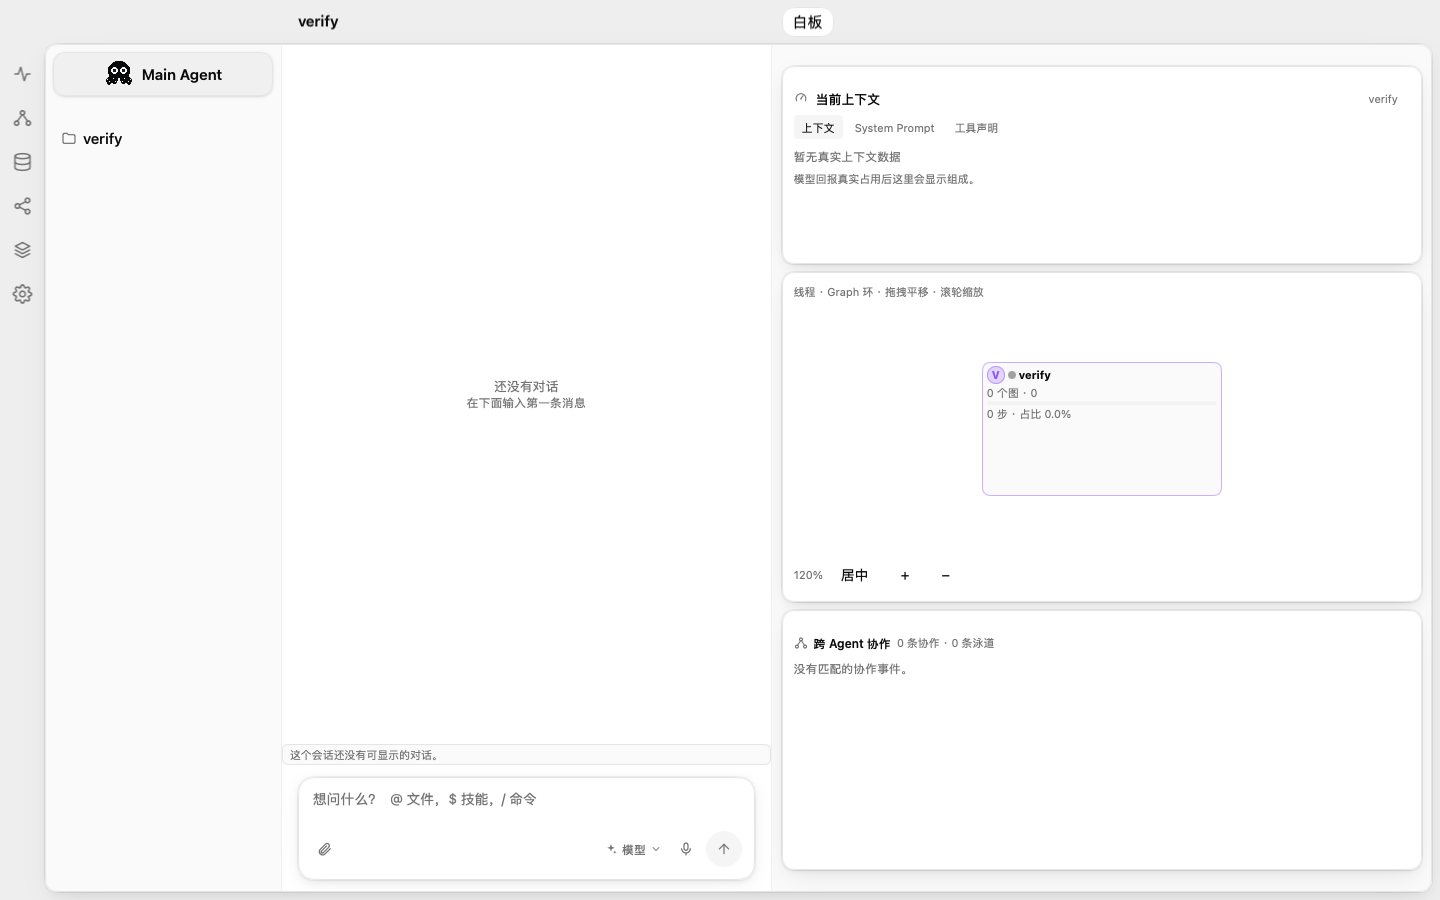 verify
白板
Main Agent
verify
还没有对话
在下面输入第一条消息
这个会话还没有可显示的对话。
想问什么? @ 文件, $ 技能, / 命令
模型
当前上下文
verify
上下文 System Prompt 工具声明
暂无真实上下文数据
模型回报真实占用后这里会显示组成。
线程 · Graph 环 · 拖拽平移 · 滚轮缩放
V verify
0 个图 · 0
0 步 · 占比 0.0%
120% 居中 + −
跨 Agent 协作 0 条协作 · 0 条泳道
没有匹配的协作事件。